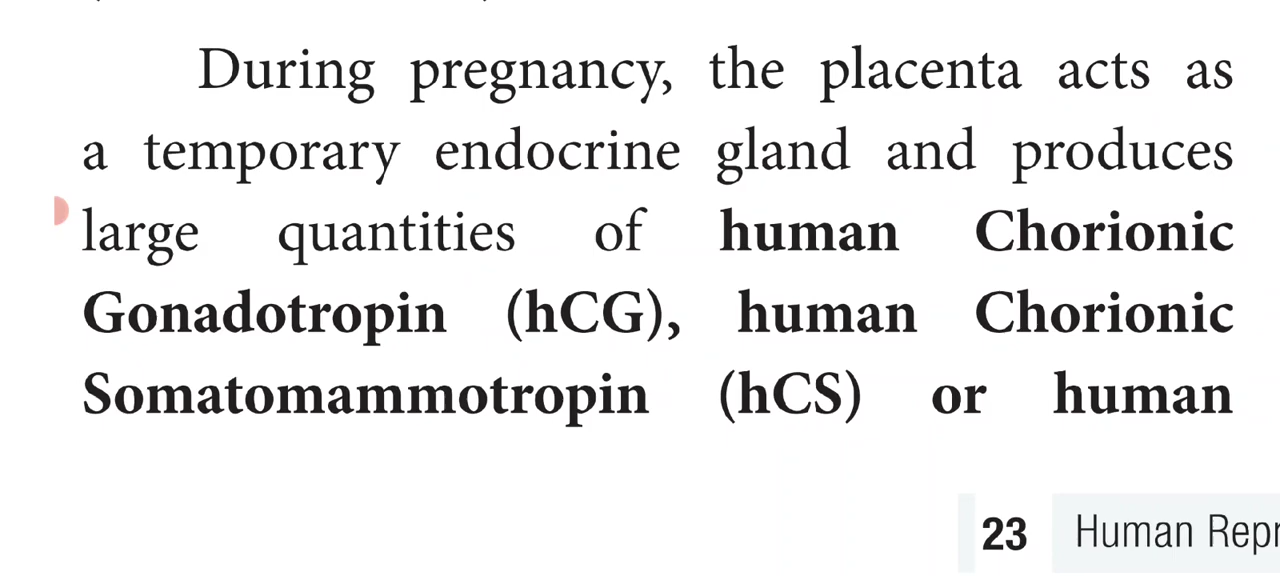 During pregnancy, the placenta acts as
a temporary endocrine gland and produces
large quantities of human Chorionic
Gonadotropin (hCG), human Chorionic
Somatomammotropin (hCS) or human
23 Human Repr